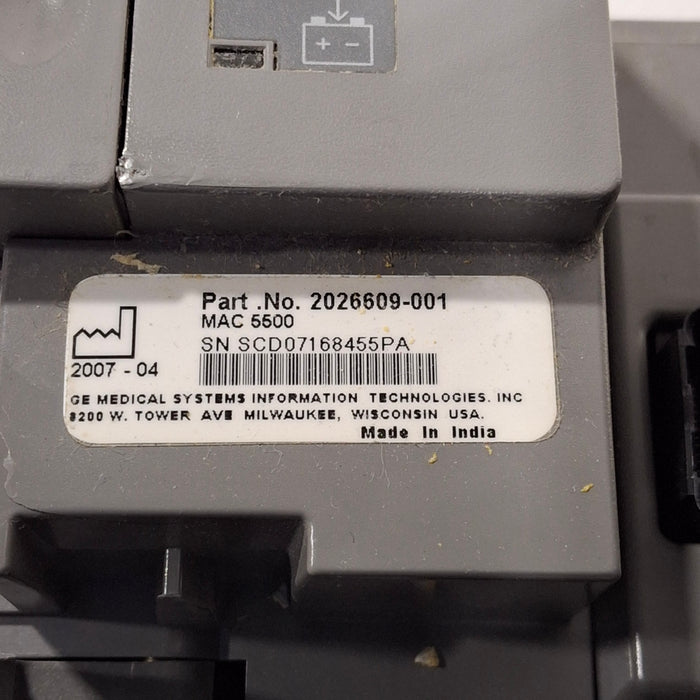 Part .No. 2026609-001
MAC 5500
SN SCD07168455PA
2007 - 04
GE MEDICAL SYSTEMS INFORMATION TECHNOLOGIES. INC
8200 W. TOWER AVE MILWAUKEE, WISCONSIN USA.
Made In India